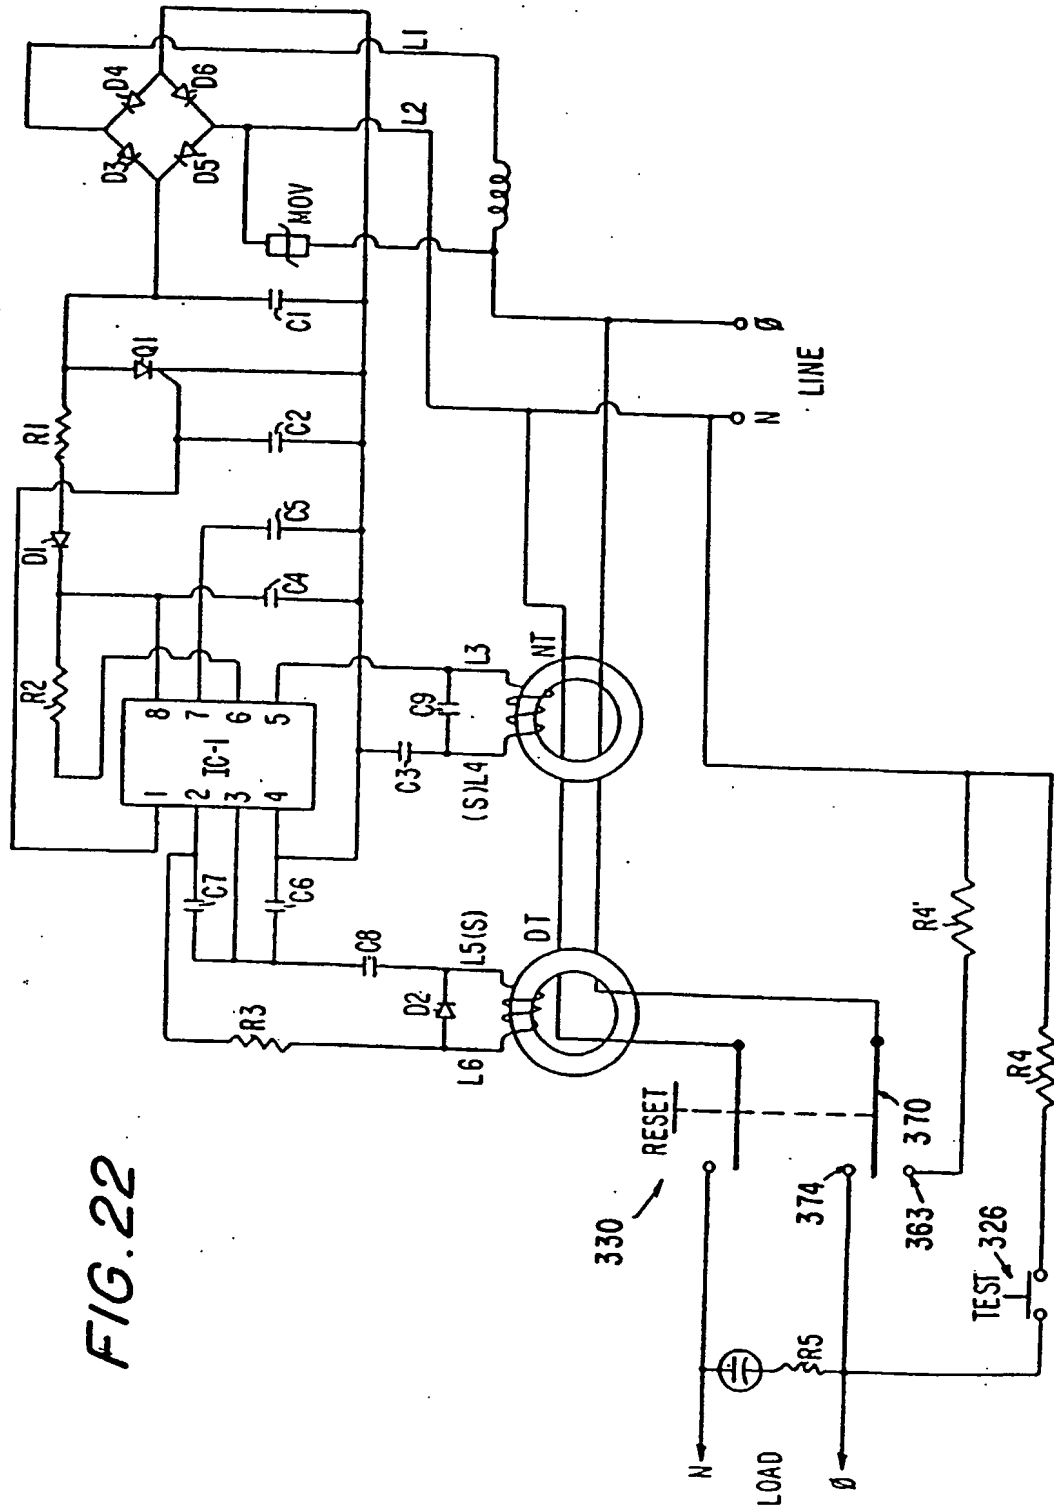 FIG.22
L1
L2
D4
D6
D3
D5
MOV
C1
Q1
R1
C2
C5
D1
C4
R2
8
7
6
5
IC-1
1
2
3
4
C7
C6
C3
C9
L3
(S)L4
NT
LINE
Ø
N
R3
C8
D2
L5(S)
L6
DT
R4'
R4
RESET
330
374
370
363
326
TEST
R5
N
LOAD
Ø